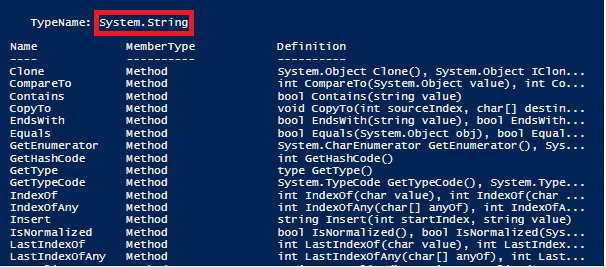 TypeName: System.String
Name MemberType Definition
---- ---------- ----------
Clone Method System.Object Clone(), System.Object IClon...
CompareTo Method int CompareTo(System.Object value), int Co...
Contains Method bool Contains(string value)
CopyTo Method void CopyTo(int sourceIndex, char[] destin...
EndsWith Method bool EndsWith(string value), bool EndsWith...
Equals Method bool Equals(System.Object obj), bool Equal...
GetEnumerator Method System.CharEnumerator GetEnumerator(), Sys...
GetHashCode Method int GetHashCode()
GetType Method type GetType()
GetTypeCode Method System.TypeCode GetTypeCode(), System.Type...
IndexOf Method int IndexOf(char value), int IndexOf(char ...
IndexOfAny Method int IndexOfAny(char[] anyOf), int IndexOfA...
Insert Method string Insert(int startIndex, string value)
IsNormalized Method bool IsNormalized(), bool IsNormalized(Sys...
LastIndexOf Method int LastIndexOf(char value), int LastIndex...
LastIndexOfAny Method int LastIndexOfAny(char[] anyOf), int Last...